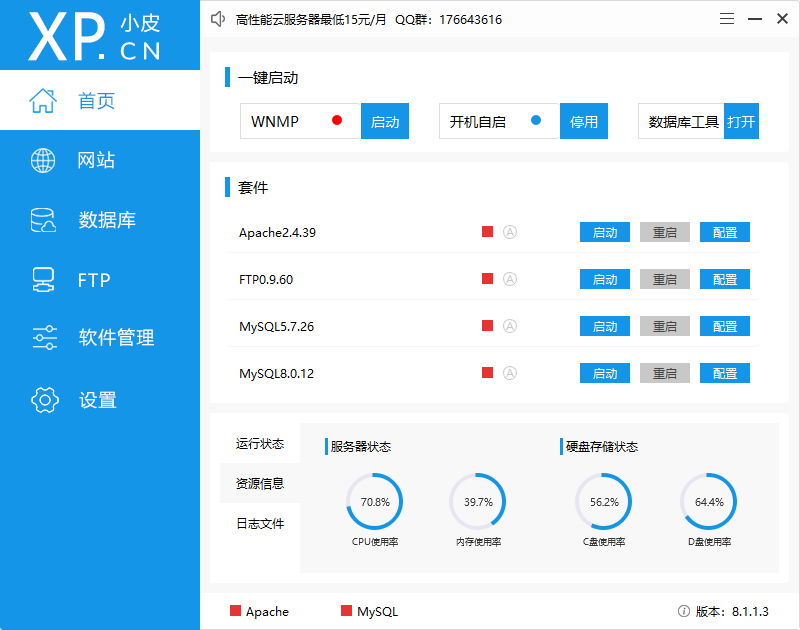 XP.CN 小皮
高性能云服务器最低15元/月 QQ群：176643616
首页
网站
数据库
FTP
软件管理
设置
一键启动
WNMP 启动 开机自启 停用 数据库工具 打开
套件
Apache2.4.39 A 启动 重启 配置
FTP0.9.60 A 启动 重启 配置
MySQL5.7.26 A 启动 重启 配置
MySQL8.0.12 A 启动 重启 配置
运行状态
资源信息
日志文件
服务器状态 硬盘存储状态
70.8% 39.7% 56.2% 64.4%
CPU使用率 内存使用率 C盘使用率 D盘使用率
Apache MySQL 版本：8.1.1.3